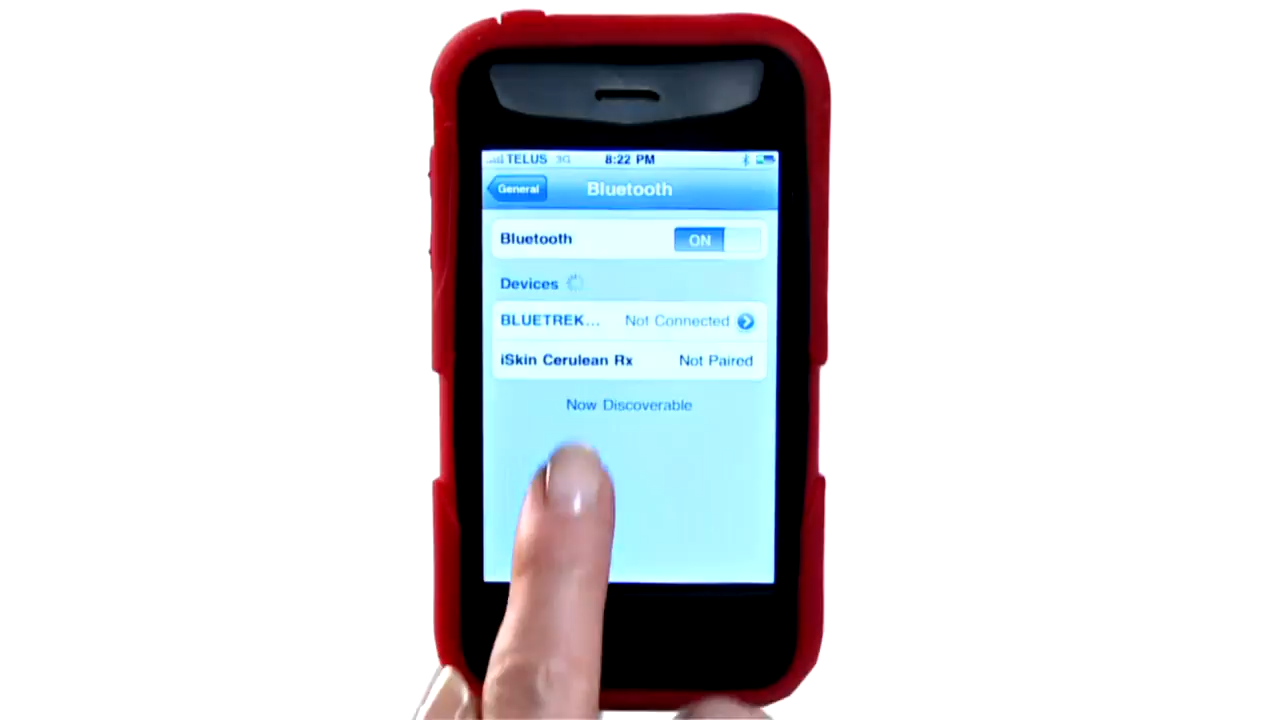 TELUS 3G 8:22 PM
General Bluetooth
Bluetooth ON
Devices
BLUETREK... Not Connected
iSkin Cerulean Rx Not Paired
Now Discoverable